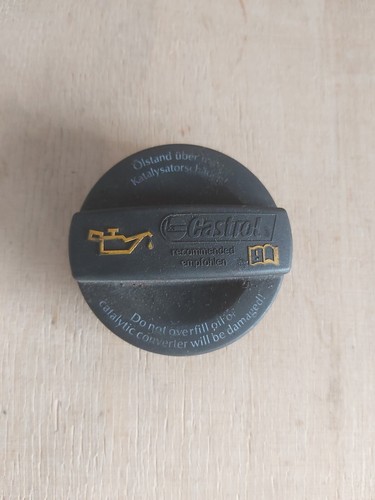 Ölstand über
Katalysatorschäden!
Castrol
recommended
empfohlen
Do not overfill oil or
catalytic converter will be damaged!